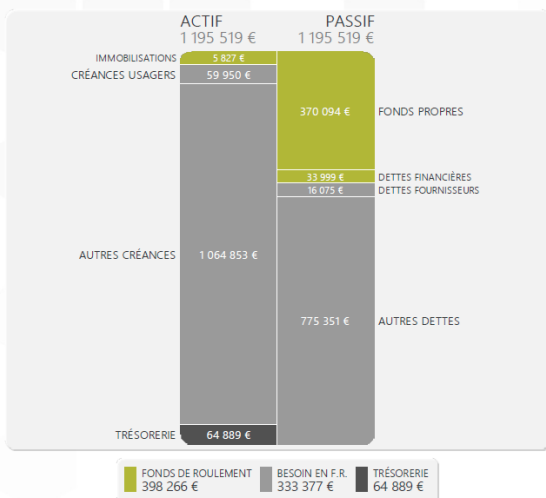 ACTIF PASSIF
1 195 519 € 1 195 519 €
IMMOBILISATIONS 5 827 €
CRÉANCES USAGERS 59 950 €
370 094 € FONDS PROPRES
33 999 € DETTES FINANCIÈRES
16 075 € DETTES FOURNISSEURS
AUTRES CRÉANCES 1 064 853 €
775 351 € AUTRES DETTES
TRÉSORERIE 64 889 €
FONDS DE ROULEMENT BESOIN EN F.R. TRÉSORERIE
398 266 € 333 377 € 64 889 €